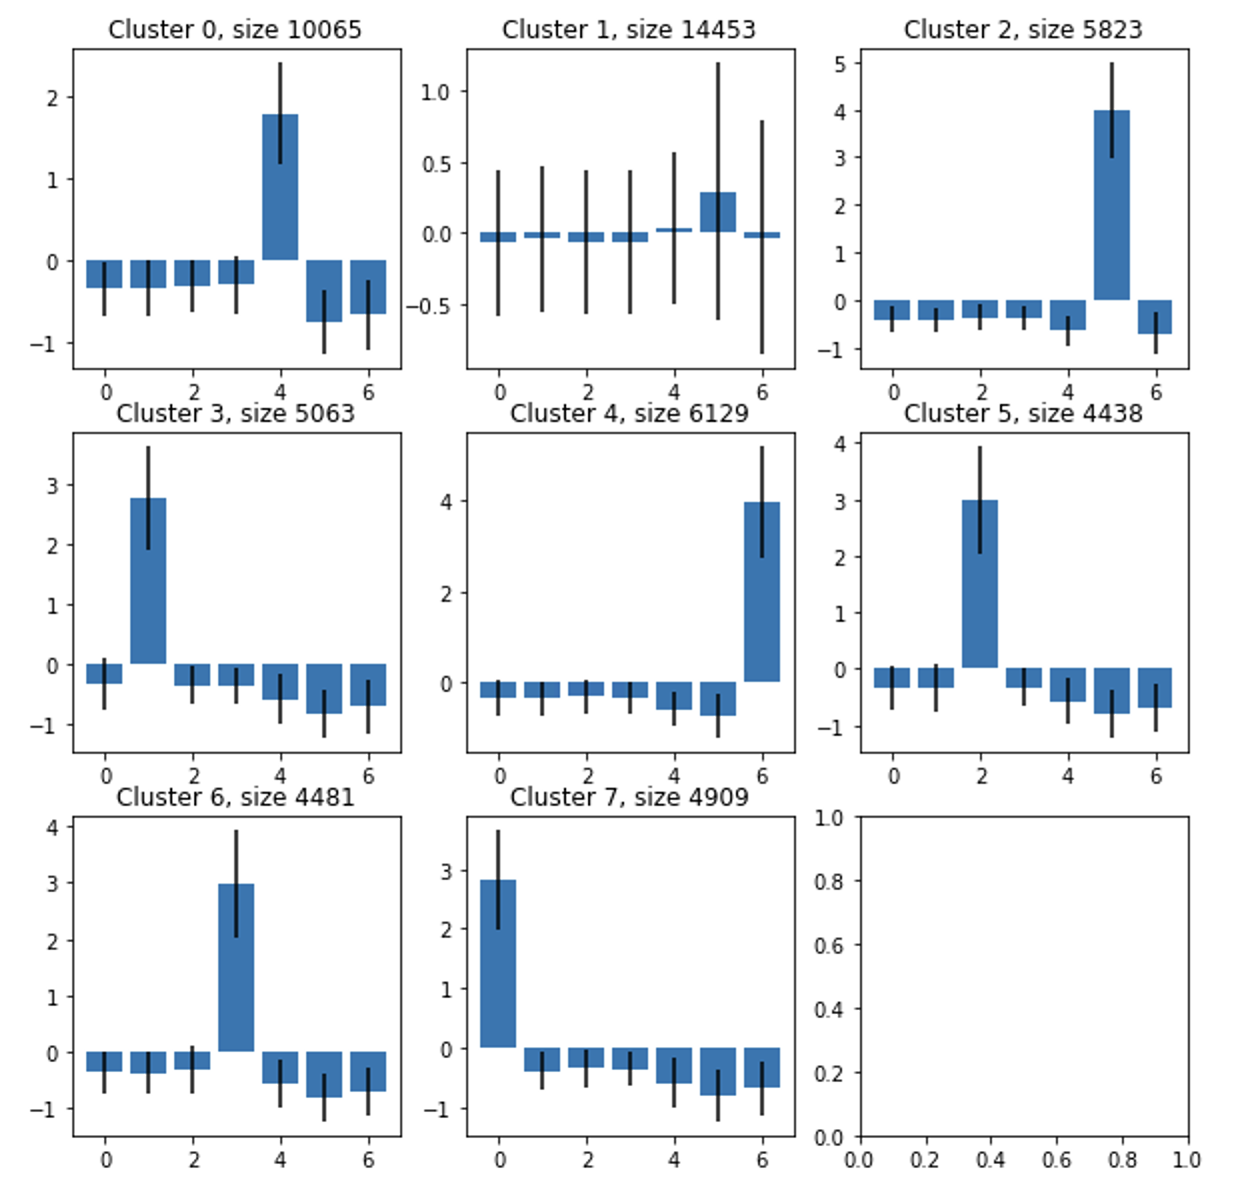 Cluster 0, size 10065
2
1
0
−1
0 2 4 6
Cluster 1, size 14453
1.0
0.5
0.0
−0.5
0 2 4 6
Cluster 2, size 5823
5
4
3
2
1
0
−1
0 2 4 6
Cluster 3, size 5063
3
2
1
0
−1
0 2 4 6
Cluster 4, size 6129
4
2
0
0 2 4 6
Cluster 5, size 4438
4
3
2
1
0
−1
0 2 4 6
Cluster 6, size 4481
4
3
2
1
0
−1
0 2 4 6
Cluster 7, size 4909
3
2
1
0
−1
0 2 4 6
1.0
0.8
0.6
0.4
0.2
0.0
0.0 0.2 0.4 0.6 0.8 1.0